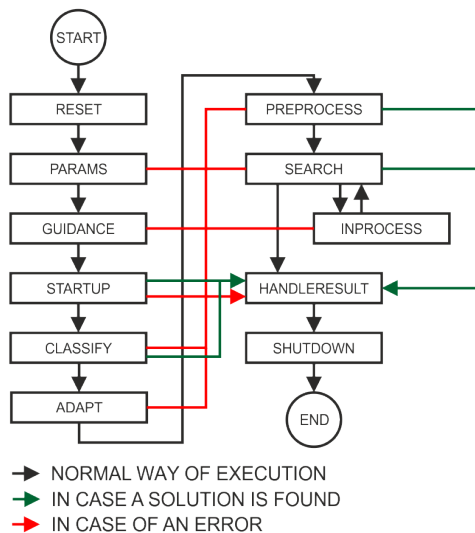 START
RESET
PARAMS
GUIDANCE
STARTUP
CLASSIFY
ADAPT
PREPROCESS
SEARCH
INPROCESS
HANDLERESULT
SHUTDOWN
END
NORMAL WAY OF EXECUTION
IN CASE A SOLUTION IS FOUND
IN CASE OF AN ERROR